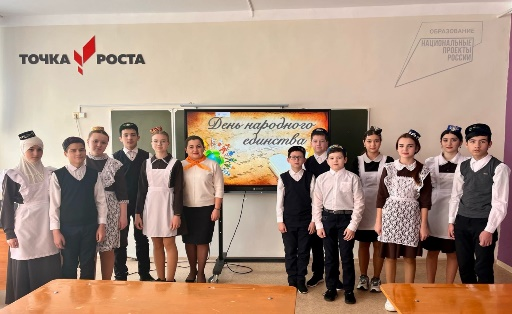 ТОЧКА РОСТА
ОБРАЗОВАНИЕ
НАЦИОНАЛЬНЫЕ
ПРОЕКТЫ
РОССИИ
День народного
единства